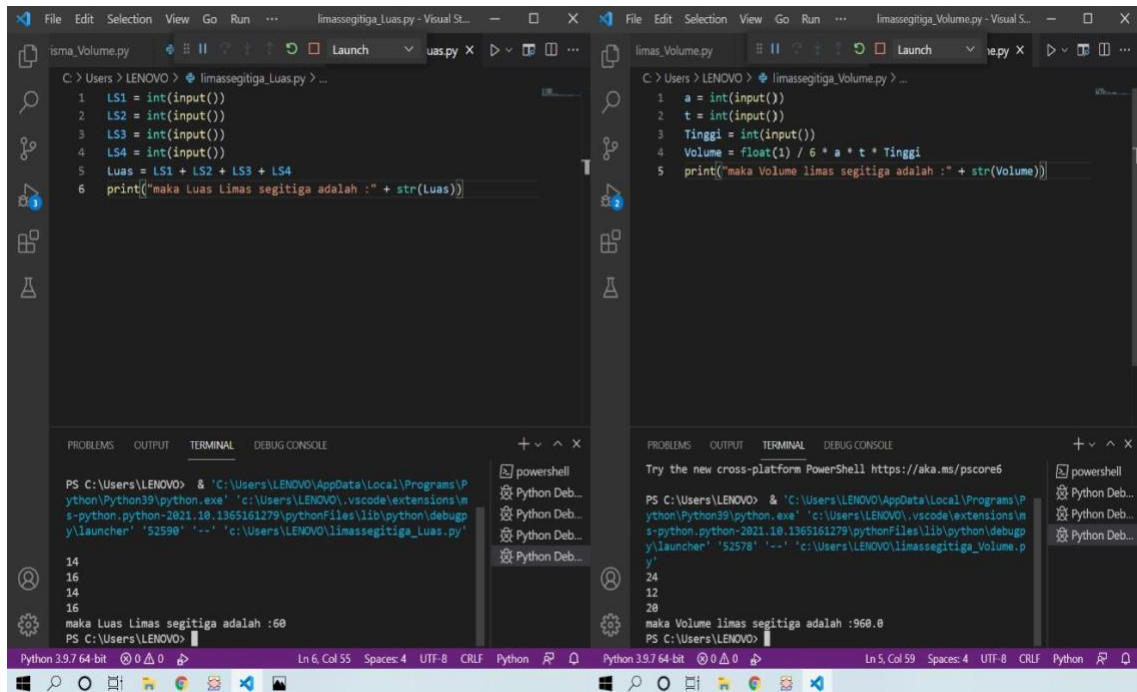 File Edit Selection View Go Run ··· limassegitiga_Luas.py - Visual St...
isma_Volume.py Launch uas.py
C: > Users > LENOVO > limassegitiga_Luas.py > ...
1 LS1 = int(input())
2 LS2 = int(input())
3 LS3 = int(input())
4 LS4 = int(input())
5 Luas = LS1 + LS2 + LS3 + LS4
6 print("maka Luas Limas segitiga adalah :" + str(Luas))
3
PROBLEMS OUTPUT TERMINAL DEBUG CONSOLE
powershell
Python Deb...
Python Deb...
Python Deb...
Python Deb...
PS C:\Users\LENOVO> & 'C:\Users\LENOVO\AppData\Local\Programs\P
ython\Python39\python.exe' 'c:\Users\LENOVO\.vscode\extensions\m
s-python.python-2021.10.1365161279\pythonFiles\lib\python\debugp
y\launcher' '52590' '--' 'c:\Users\LENOVO\limassegitiga_Luas.py'
14
16
14
16
maka Luas Limas segitiga adalah :60
PS C:\Users\LENOVO>
Python 3.9.7 64-bit 0 0 Ln 6, Col 55 Spaces: 4 UTF-8 CRLF Python
File Edit Selection View Go Run ··· limassegitiga_Volume.py - Visual S...
limas_Volume.py Launch ne.py
C: > Users > LENOVO > limassegitiga_Volume.py > ...
1 a = int(input())
2 t = int(input())
3 Tinggi = int(input())
4 Volume = float(1) / 6 * a * t * Tinggi
5 print("maka Volume limas segitiga adalah :" + str(Volume))
2
PROBLEMS OUTPUT TERMINAL DEBUG CONSOLE
powershell
Python Deb...
Python Deb...
Python Deb...
Try the new cross-platform PowerShell https://aka.ms/pscore6
PS C:\Users\LENOVO> & 'C:\Users\LENOVO\AppData\Local\Programs\P
ython\Python39\python.exe' 'c:\Users\LENOVO\.vscode\extensions\m
s-python.python-2021.10.1365161279\pythonFiles\lib\python\debugp
y\launcher' '52578' '--' 'c:\Users\LENOVO\limassegitiga_Volume.p
y'
24
12
20
maka Volume limas segitiga adalah :960.0
PS C:\Users\LENOVO>
Python 3.9.7 64-bit 0 0 Ln 5, Col 59 Spaces: 4 UTF-8 CRLF Python